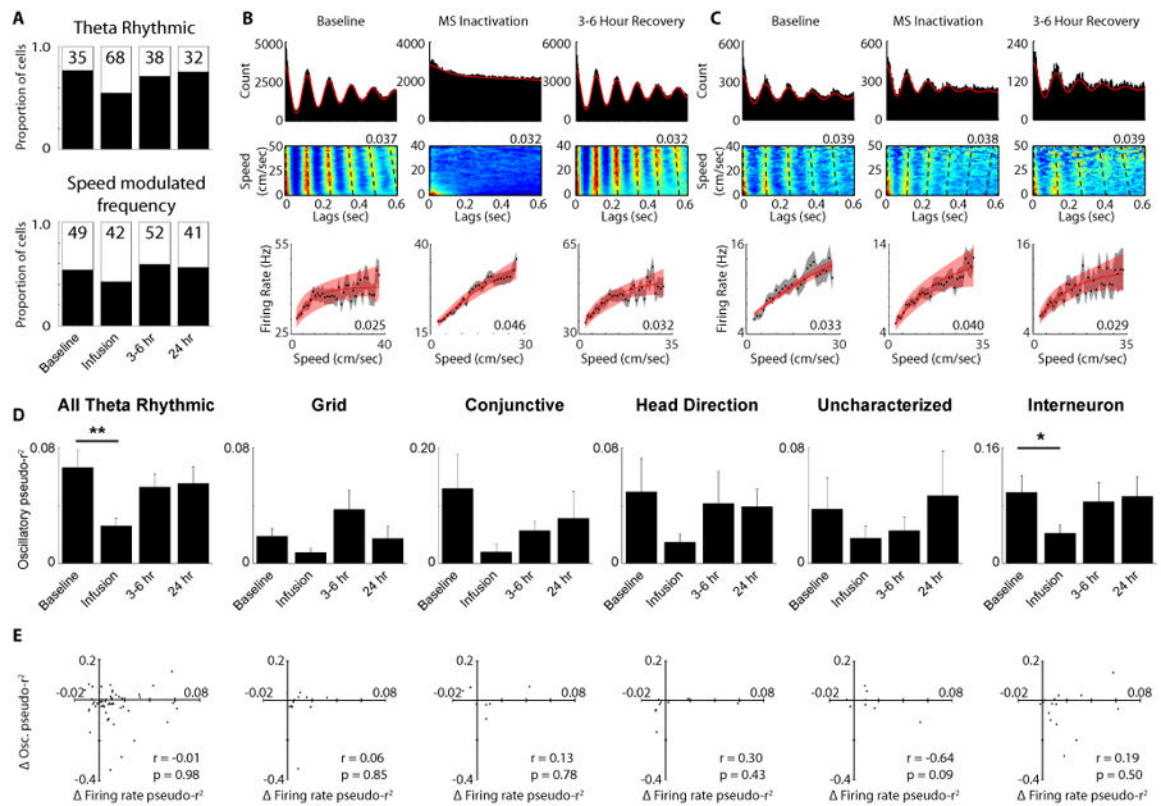 A
Theta Rhythmic
Proportion of cells
1.0
0
35 68 38 32
Speed modulated
frequency
Proportion of cells
1.0
0
49 42 52 41
Baseline Infusion 3-6 hr 24 hr
B
Baseline MS Inactivation 3-6 Hour Recovery
Count
5000 2500 0
4000 2000 0
6000 3000 0
0.037 0.032 0.032
Speed
(cm/sec)
50 25 0
40 20 0
40 20 0
0 0.2 0.4 0.6 0 0.2 0.4 0.6 0 0.2 0.4 0.6
Lags (sec) Lags (sec) Lags (sec)
Firing Rate (Hz)
55 25
40 15
65 30
0.025 0.046 0.032
0 40 0 30 0 35
Speed (cm/sec) Speed (cm/sec) Speed (cm/sec)
C
Baseline MS Inactivation 3-6 Hour Recovery
Count
600 300 0
600 300 0
240 120 0
0.039 0.038 0.039
Speed
(cm/sec)
50 25 0
50 25 0
50 25 0
0 0.2 0.4 0.6 0 0.2 0.4 0.6 0 0.2 0.4 0.6
Lags (sec) Lags (sec) Lags (sec)
Firing Rate (Hz)
16 4
14 4
16 4
0.033 0.040 0.029
0 30 0 35 0 35
Speed (cm/sec) Speed (cm/sec) Speed (cm/sec)
D
All Theta Rhythmic Grid Conjunctive Head Direction Uncharacterized Interneuron
** *
Oscillatory pseudo-r²
0.08 0.08 0.20 0.08 0.08 0.16
0 0 0 0 0 0
Baseline Infusion 3-6 hr 24 hr Baseline Infusion 3-6 hr 24 hr Baseline Infusion 3-6 hr 24 hr Baseline Infusion 3-6 hr 24 hr Baseline Infusion 3-6 hr 24 hr Baseline Infusion 3-6 hr 24 hr
E
Δ Osc. pseudo-r²
0.2 0.2 0.2 0.2 0.2 0.2
-0.02 0.08 -0.02 0.08 -0.02 0.08 -0.02 0.08 -0.02 0.08 -0.02 0.08
r = -0.01 r = 0.06 r = 0.13 r = 0.30 r = -0.64 r = 0.19
p = 0.98 p = 0.85 p = 0.78 p = 0.43 p = 0.09 p = 0.50
-0.4 -0.4 -0.4 -0.4 -0.4 -0.4
Δ Firing rate pseudo-r² Δ Firing rate pseudo-r² Δ Firing rate pseudo-r² Δ Firing rate pseudo-r² Δ Firing rate pseudo-r² Δ Firing rate pseudo-r²